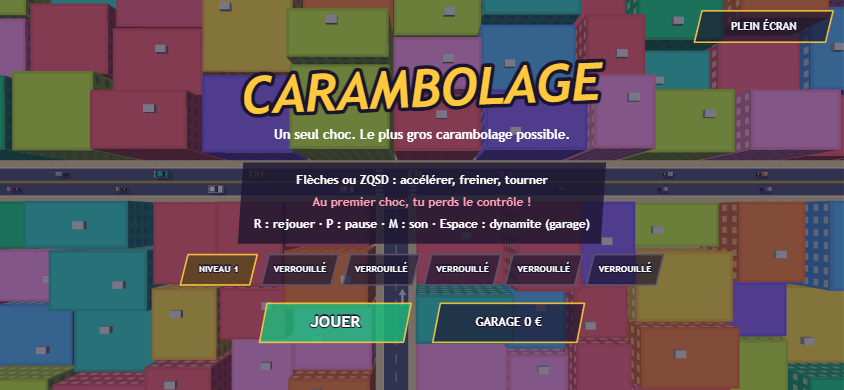 PLEIN ÉCRAN
CARAMBOLAGE
Un seul choc. Le plus gros carambolage possible.
Flèches ou ZQSD : accélérer, freiner, tourner
Au premier choc, tu perds le contrôle !
R : rejouer · P : pause · M : son · Espace : dynamite (garage)
NIVEAU 1 VERROUILLÉ VERROUILLÉ VERROUILLÉ VERROUILLÉ VERROUILLÉ
JOUER GARAGE 0 €